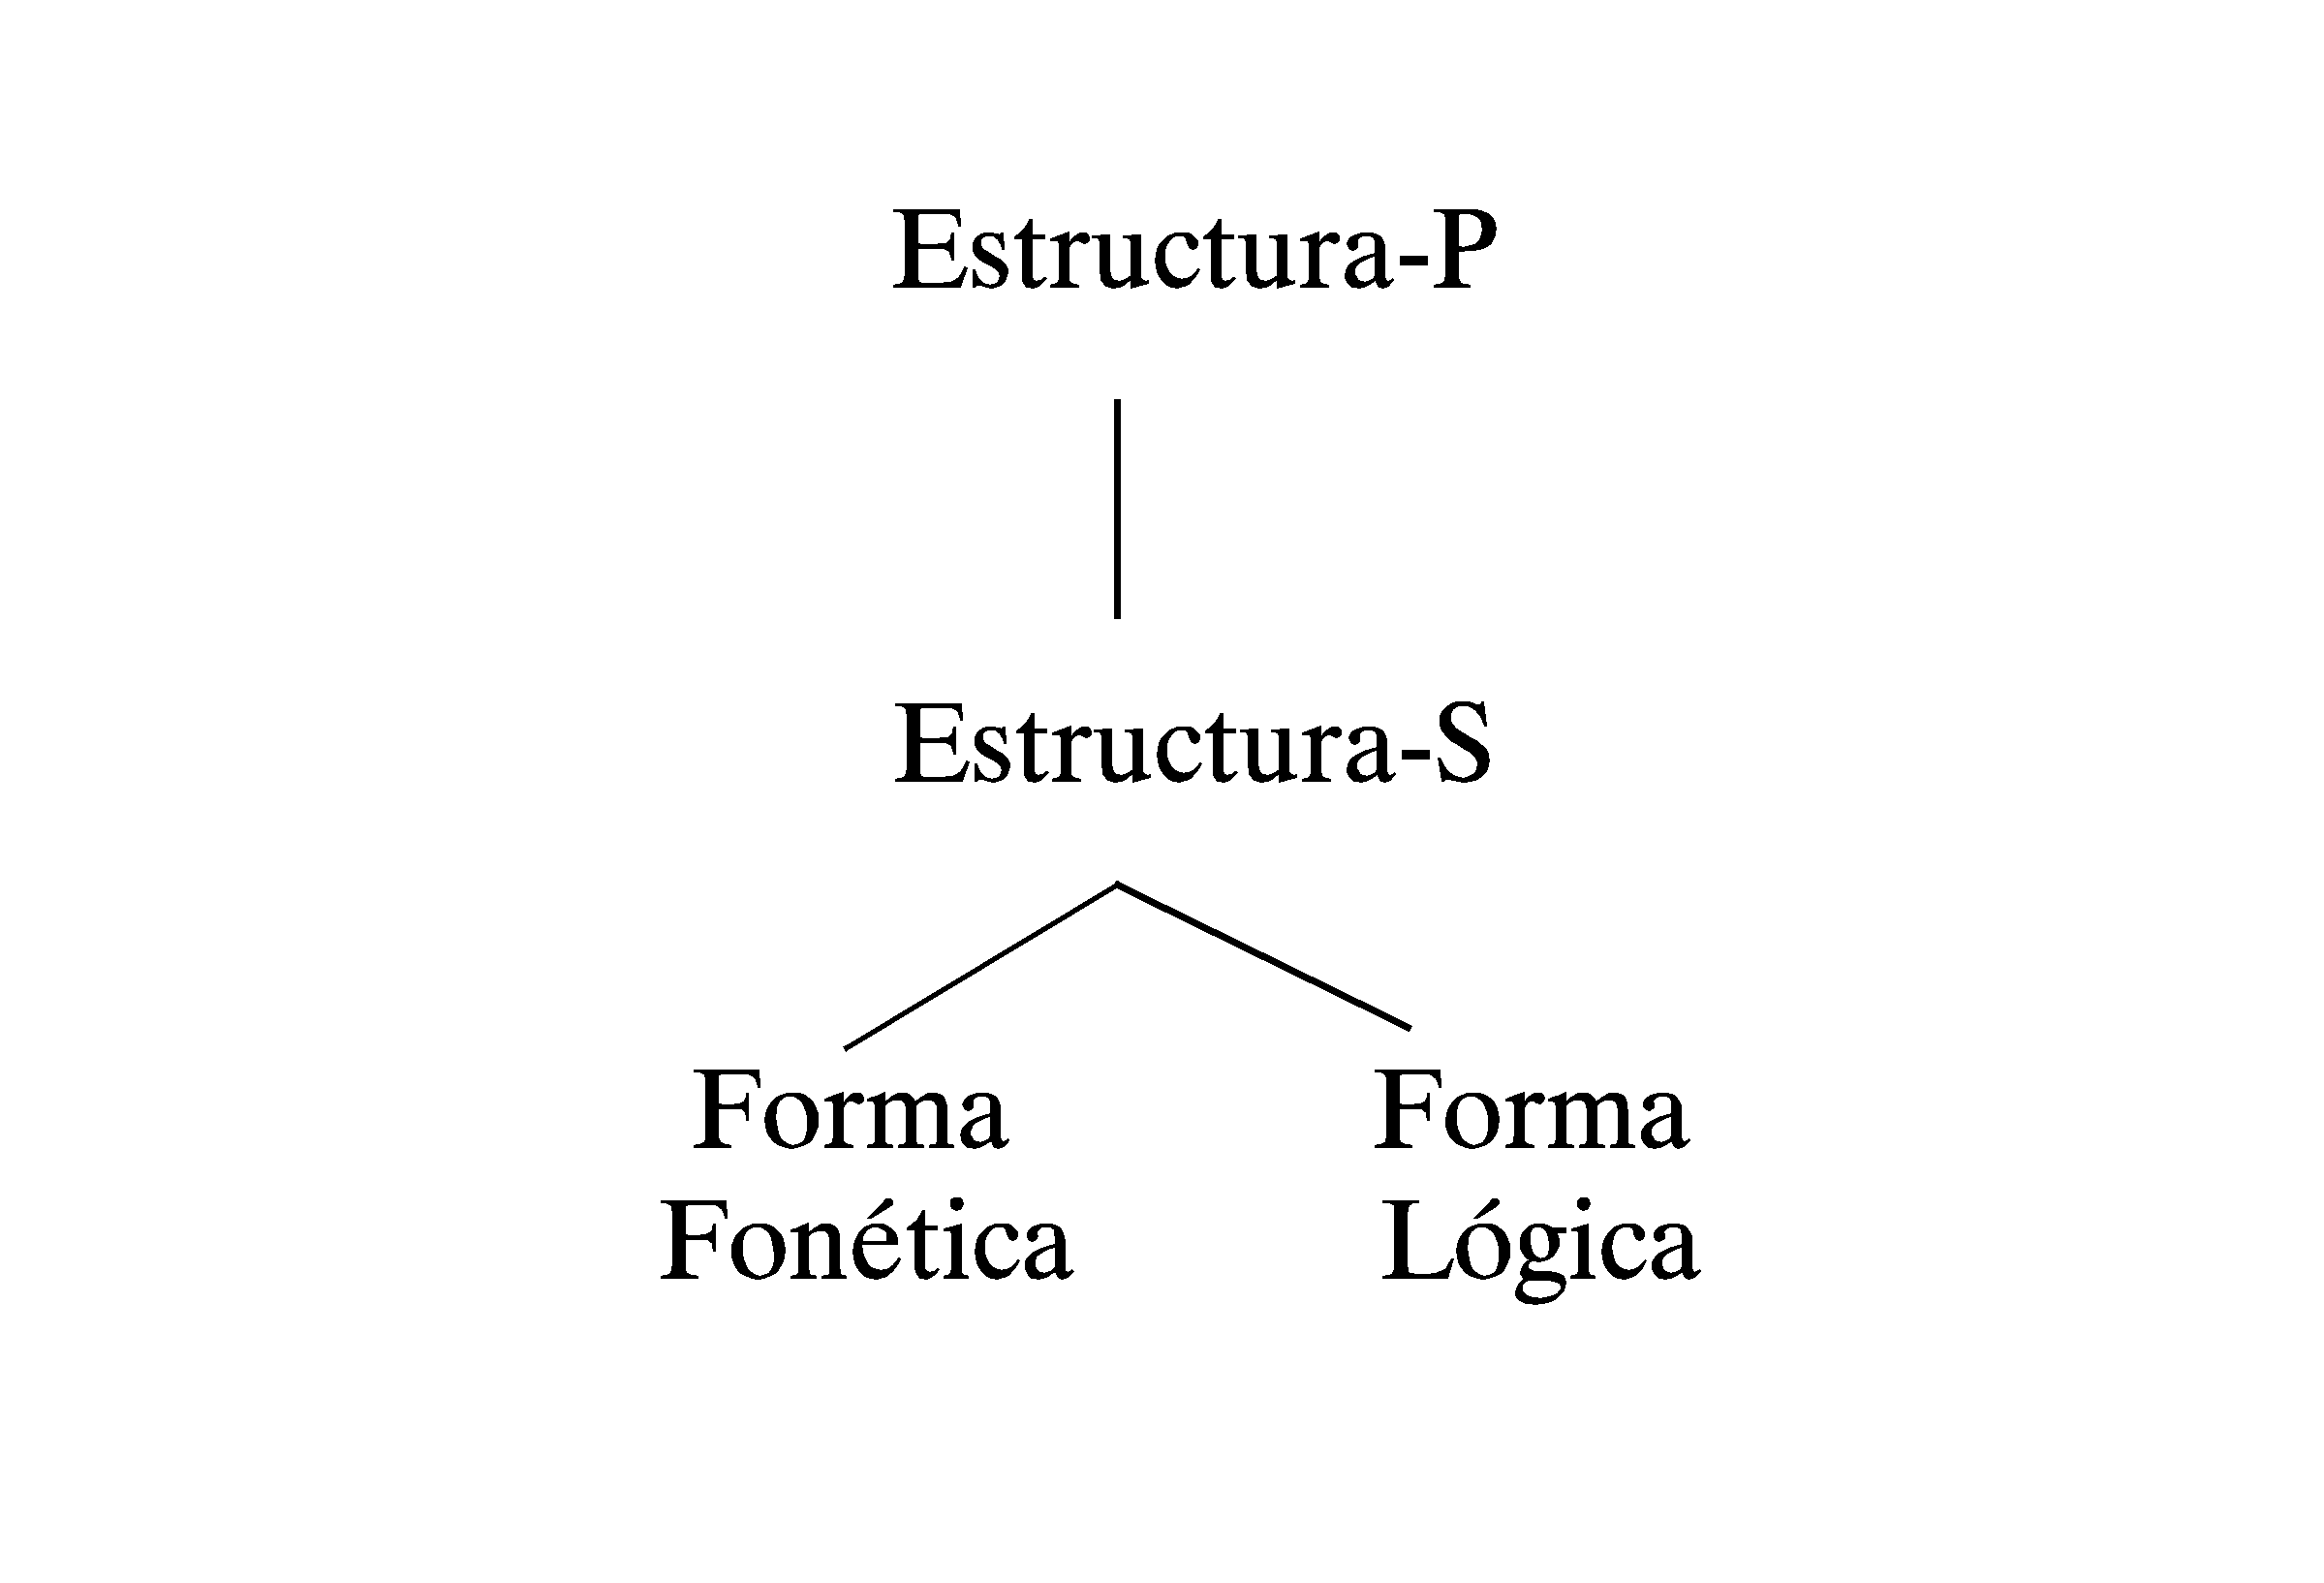 Estructura-P
Estructura-S
Forma Forma
Fonética Lógica